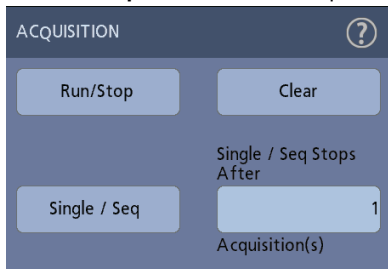 ACQUISITION
?
Run/Stop
Clear
Single / Seq Stops
After
Single / Seq
1
Acquisition(s)